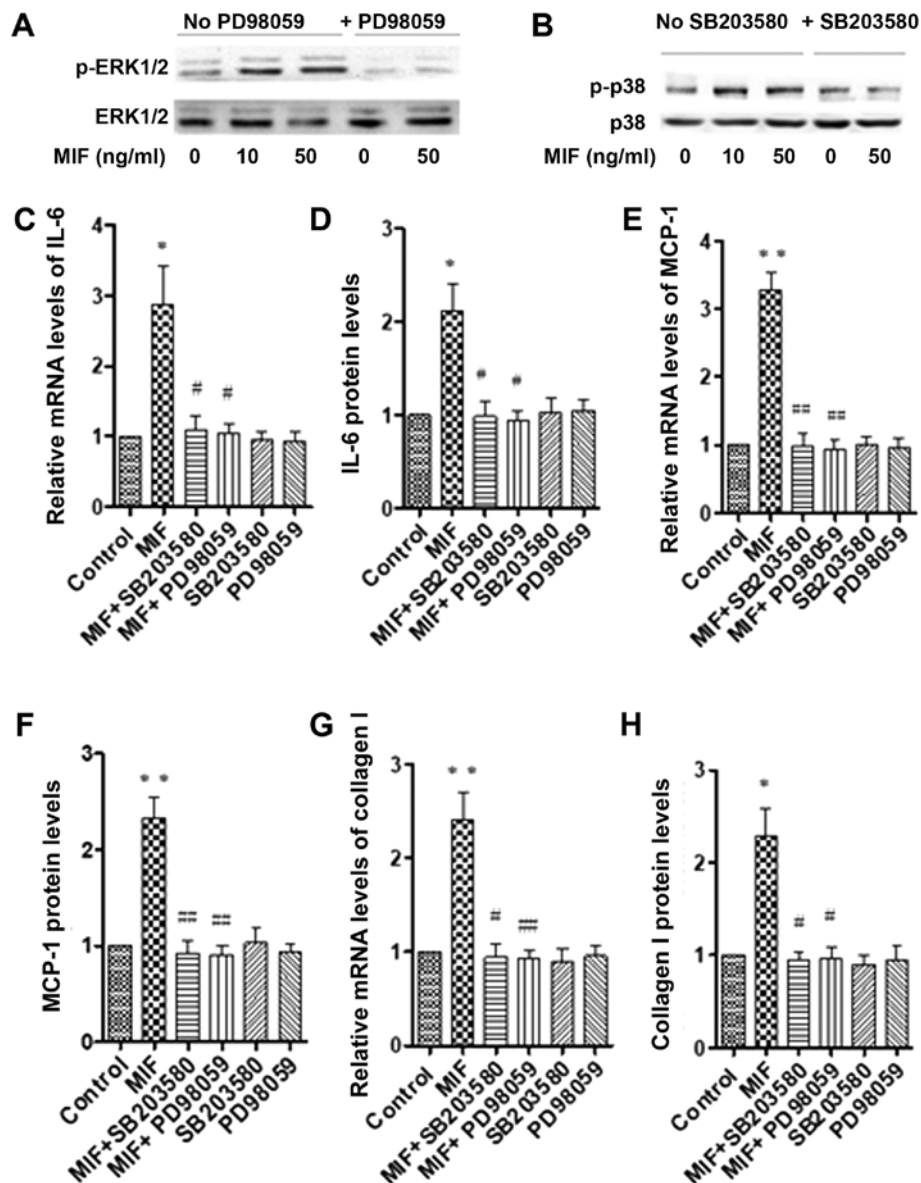 A
No PD98059 + PD98059
p-ERK1/2
ERK1/2
MIF (ng/ml) 0 10 50 0 50
B
No SB203580 + SB203580
p-p38
p38
MIF (ng/ml) 0 10 50 0 50
C
Relative mRNA levels of IL-6
4
3
2
1
0
*
#
#
Control
MIF
MIF+SB203580
MIF+ PD98059
SB203580
PD98059
D
IL-6 protein levels
3
2
1
0
*
#
#
Control
MIF
MIF+SB203580
MIF+ PD98059
SB203580
PD98059
E
Relative mRNA levels of MCP-1
4
3
2
1
0
* *
##
##
Control
MIF
MIF+SB203580
MIF+ PD98059
SB203580
PD98059
F
MCP-1 protein levels
3
2
1
0
* *
##
##
Control
MIF
MIF+SB203580
MIF+ PD98059
SB203580
PD98059
G
Relative mRNA levels of collagen I
3
2
1
0
* *
#
##
Control
MIF
MIF+SB203580
MIF+ PD98059
SB203580
PD98059
H
Collagen I protein levels
3
2
1
0
*
#
#
Control
MIF
MIF+SB203580
MIF+ PD98059
SB203580
PD98059